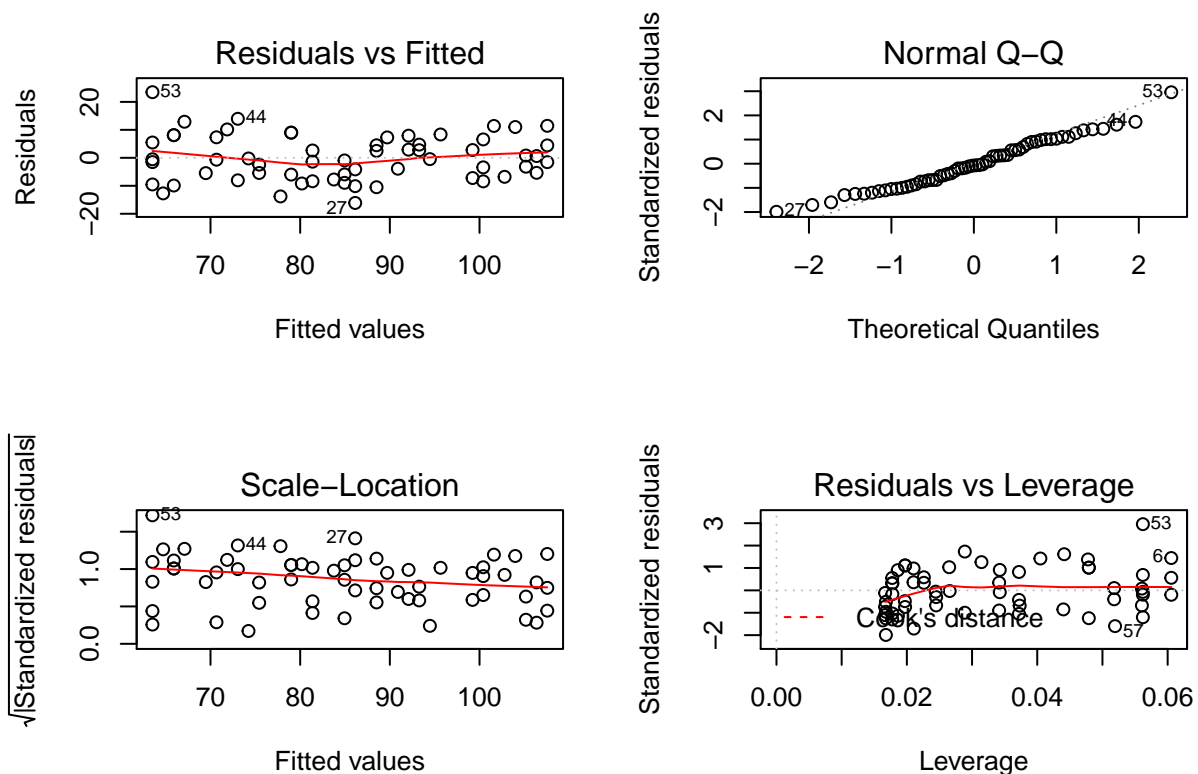 Residuals vs Fitted
Residuals
20
0
−20
53
44
27
70 80 90 100
Fitted values
Normal Q−Q
Standardized residuals
2
0
−2
53
44
27
−2 −1 0 1 2
Theoretical Quantiles
Scale−Location
√|Standardized residuals|
1.0
0.0
53
44
27
70 80 90 100
Fitted values
Residuals vs Leverage
Standardized residuals
3
1
−2
53
6
57
Cook's distance
0.00 0.02 0.04 0.06
Leverage